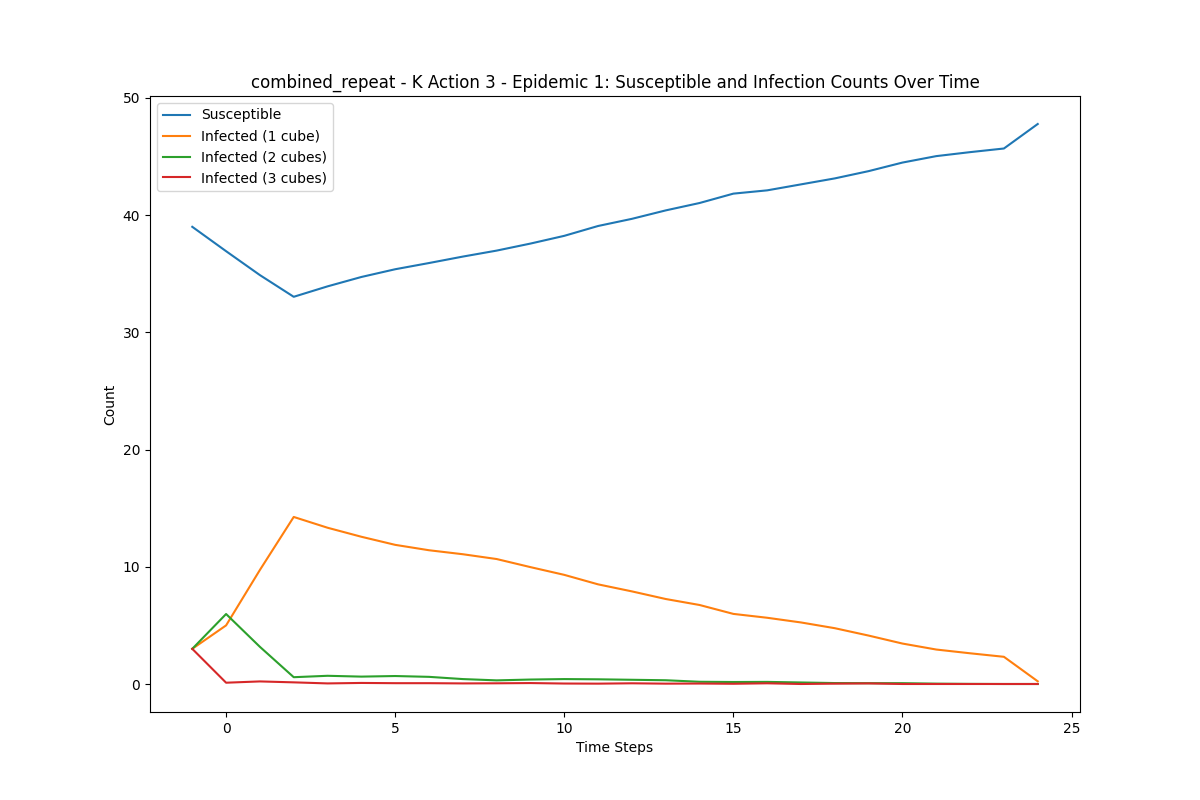 combined_repeat - K Action 3 - Epidemic 1: Susceptible and Infection Counts Over Time
Susceptible
Infected (1 cube)
Infected (2 cubes)
Infected (3 cubes)
50
40
30
20
10
0
Count
0 5 10 15 20 25
Time Steps